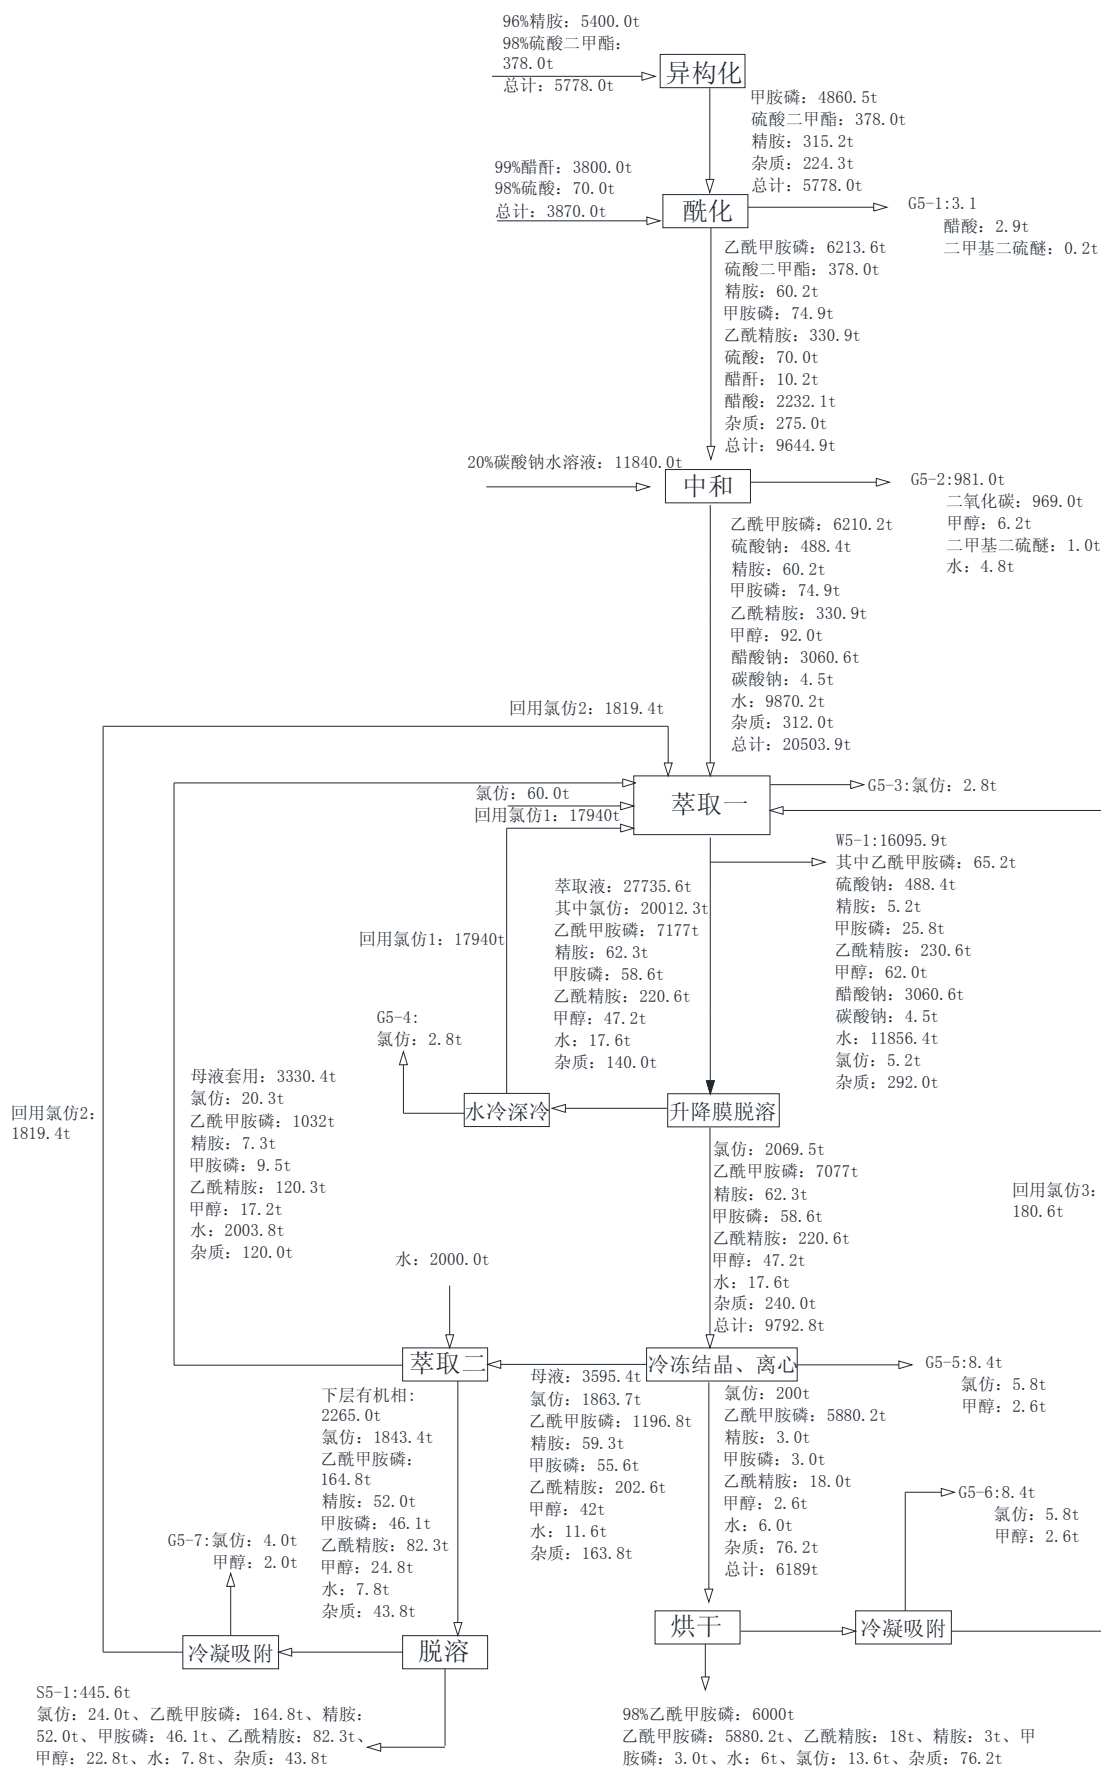 96%精胺：5400.0t
98%硫酸二甲酯：
378.0t
总计：5778.0t
异构化
甲胺磷：4860.5t
硫酸二甲酯：378.0t
精胺：315.2t
杂质：224.3t
总计：5778.0t
99%醋酐：3800.0t
98%硫酸：70.0t
总计：3870.0t
酰化
G5-1:3.1
醋酸：2.9t
二甲基二硫醚：0.2t
乙酰甲胺磷：6213.6t
硫酸二甲酯：378.0t
精胺：60.2t
甲胺磷：74.9t
乙酰精胺：330.9t
硫酸：70.0t
醋酐：10.2t
醋酸：2232.1t
杂质：275.0t
总计：9644.9t
20%碳酸钠水溶液：11840.0t
中和
G5-2:981.0t
二氧化碳：969.0t
甲醇：6.2t
二甲基二硫醚：1.0t
水：4.8t
乙酰甲胺磷：6210.2t
硫酸钠：488.4t
精胺：60.2t
甲胺磷：74.9t
乙酰精胺：330.9t
甲醇：92.0t
醋酸钠：3060.6t
碳酸钠：4.5t
水：9870.2t
杂质：312.0t
总计：20503.9t
回用氯仿2：1819.4t
氯仿：60.0t
回用氯仿1：17940t
萃取一
G5-3:氯仿：2.8t
W5-1:16095.9t
其中乙酰甲胺磷：65.2t
硫酸钠：488.4t
精胺：5.2t
甲胺磷：25.8t
乙酰精胺：230.6t
甲醇：62.0t
醋酸钠：3060.6t
碳酸钠：4.5t
水：11856.4t
氯仿：5.2t
杂质：292.0t
萃取液：27735.6t
其中氯仿：20012.3t
乙酰甲胺磷：7177t
精胺：62.3t
甲胺磷：58.6t
乙酰精胺：220.6t
甲醇：47.2t
水：17.6t
杂质：140.0t
回用氯仿1：17940t
G5-4:
氯仿：2.8t
水冷深冷
升降膜脱溶
母液套用：3330.4t
氯仿：20.3t
乙酰甲胺磷：1032t
精胺：7.3t
甲胺磷：9.5t
乙酰精胺：120.3t
甲醇：17.2t
水：2003.8t
杂质：120.0t
回用氯仿2：
1819.4t
氯仿：2069.5t
乙酰甲胺磷：7077t
精胺：62.3t
甲胺磷：58.6t
乙酰精胺：220.6t
甲醇：47.2t
水：17.6t
杂质：240.0t
总计：9792.8t
回用氯仿3：
180.6t
水：2000.0t
萃取二
冷冻结晶、离心
G5-5:8.4t
氯仿：5.8t
甲醇：2.6t
下层有机相：
2265.0t
氯仿：1843.4t
乙酰甲胺磷：
164.8t
精胺：52.0t
甲胺磷：46.1t
乙酰精胺：82.3t
甲醇：24.8t
水：7.8t
杂质：43.8t
母液：3595.4t
氯仿：1863.7t
乙酰甲胺磷：1196.8t
精胺：59.3t
甲胺磷：55.6t
乙酰精胺：202.6t
甲醇：42t
水：11.6t
杂质：163.8t
氯仿：200t
乙酰甲胺磷：5880.2t
精胺：3.0t
甲胺磷：3.0t
乙酰精胺：18.0t
甲醇：2.6t
水：6.0t
杂质：76.2t
总计：6189t
G5-6:8.4t
氯仿：5.8t
甲醇：2.6t
G5-7:氯仿：4.0t
甲醇：2.0t
冷凝吸附
脱溶
烘干
冷凝吸附
S5-1:445.6t
氯仿：24.0t、乙酰甲胺磷：164.8t、精胺：
52.0t、甲胺磷：46.1t、乙酰精胺：82.3t、
甲醇：22.8t、水：7.8t、杂质：43.8t
98%乙酰甲胺磷：6000t
乙酰甲胺磷：5880.2t、乙酰精胺：18t、精胺：3t、甲
胺磷：3.0t、水：6t、氯仿：13.6t、杂质：76.2t